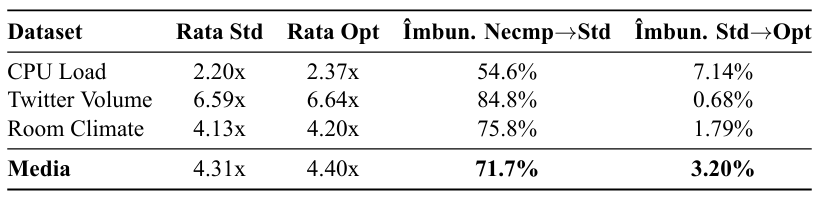 Dataset Rata Std Rata Opt Îmbun. Necmp→Std Îmbun. Std→Opt
CPU Load 2.20x 2.37x 54.6% 7.14%
Twitter Volume 6.59x 6.64x 84.8% 0.68%
Room Climate 4.13x 4.20x 75.8% 1.79%
Media 4.31x 4.40x 71.7% 3.20%